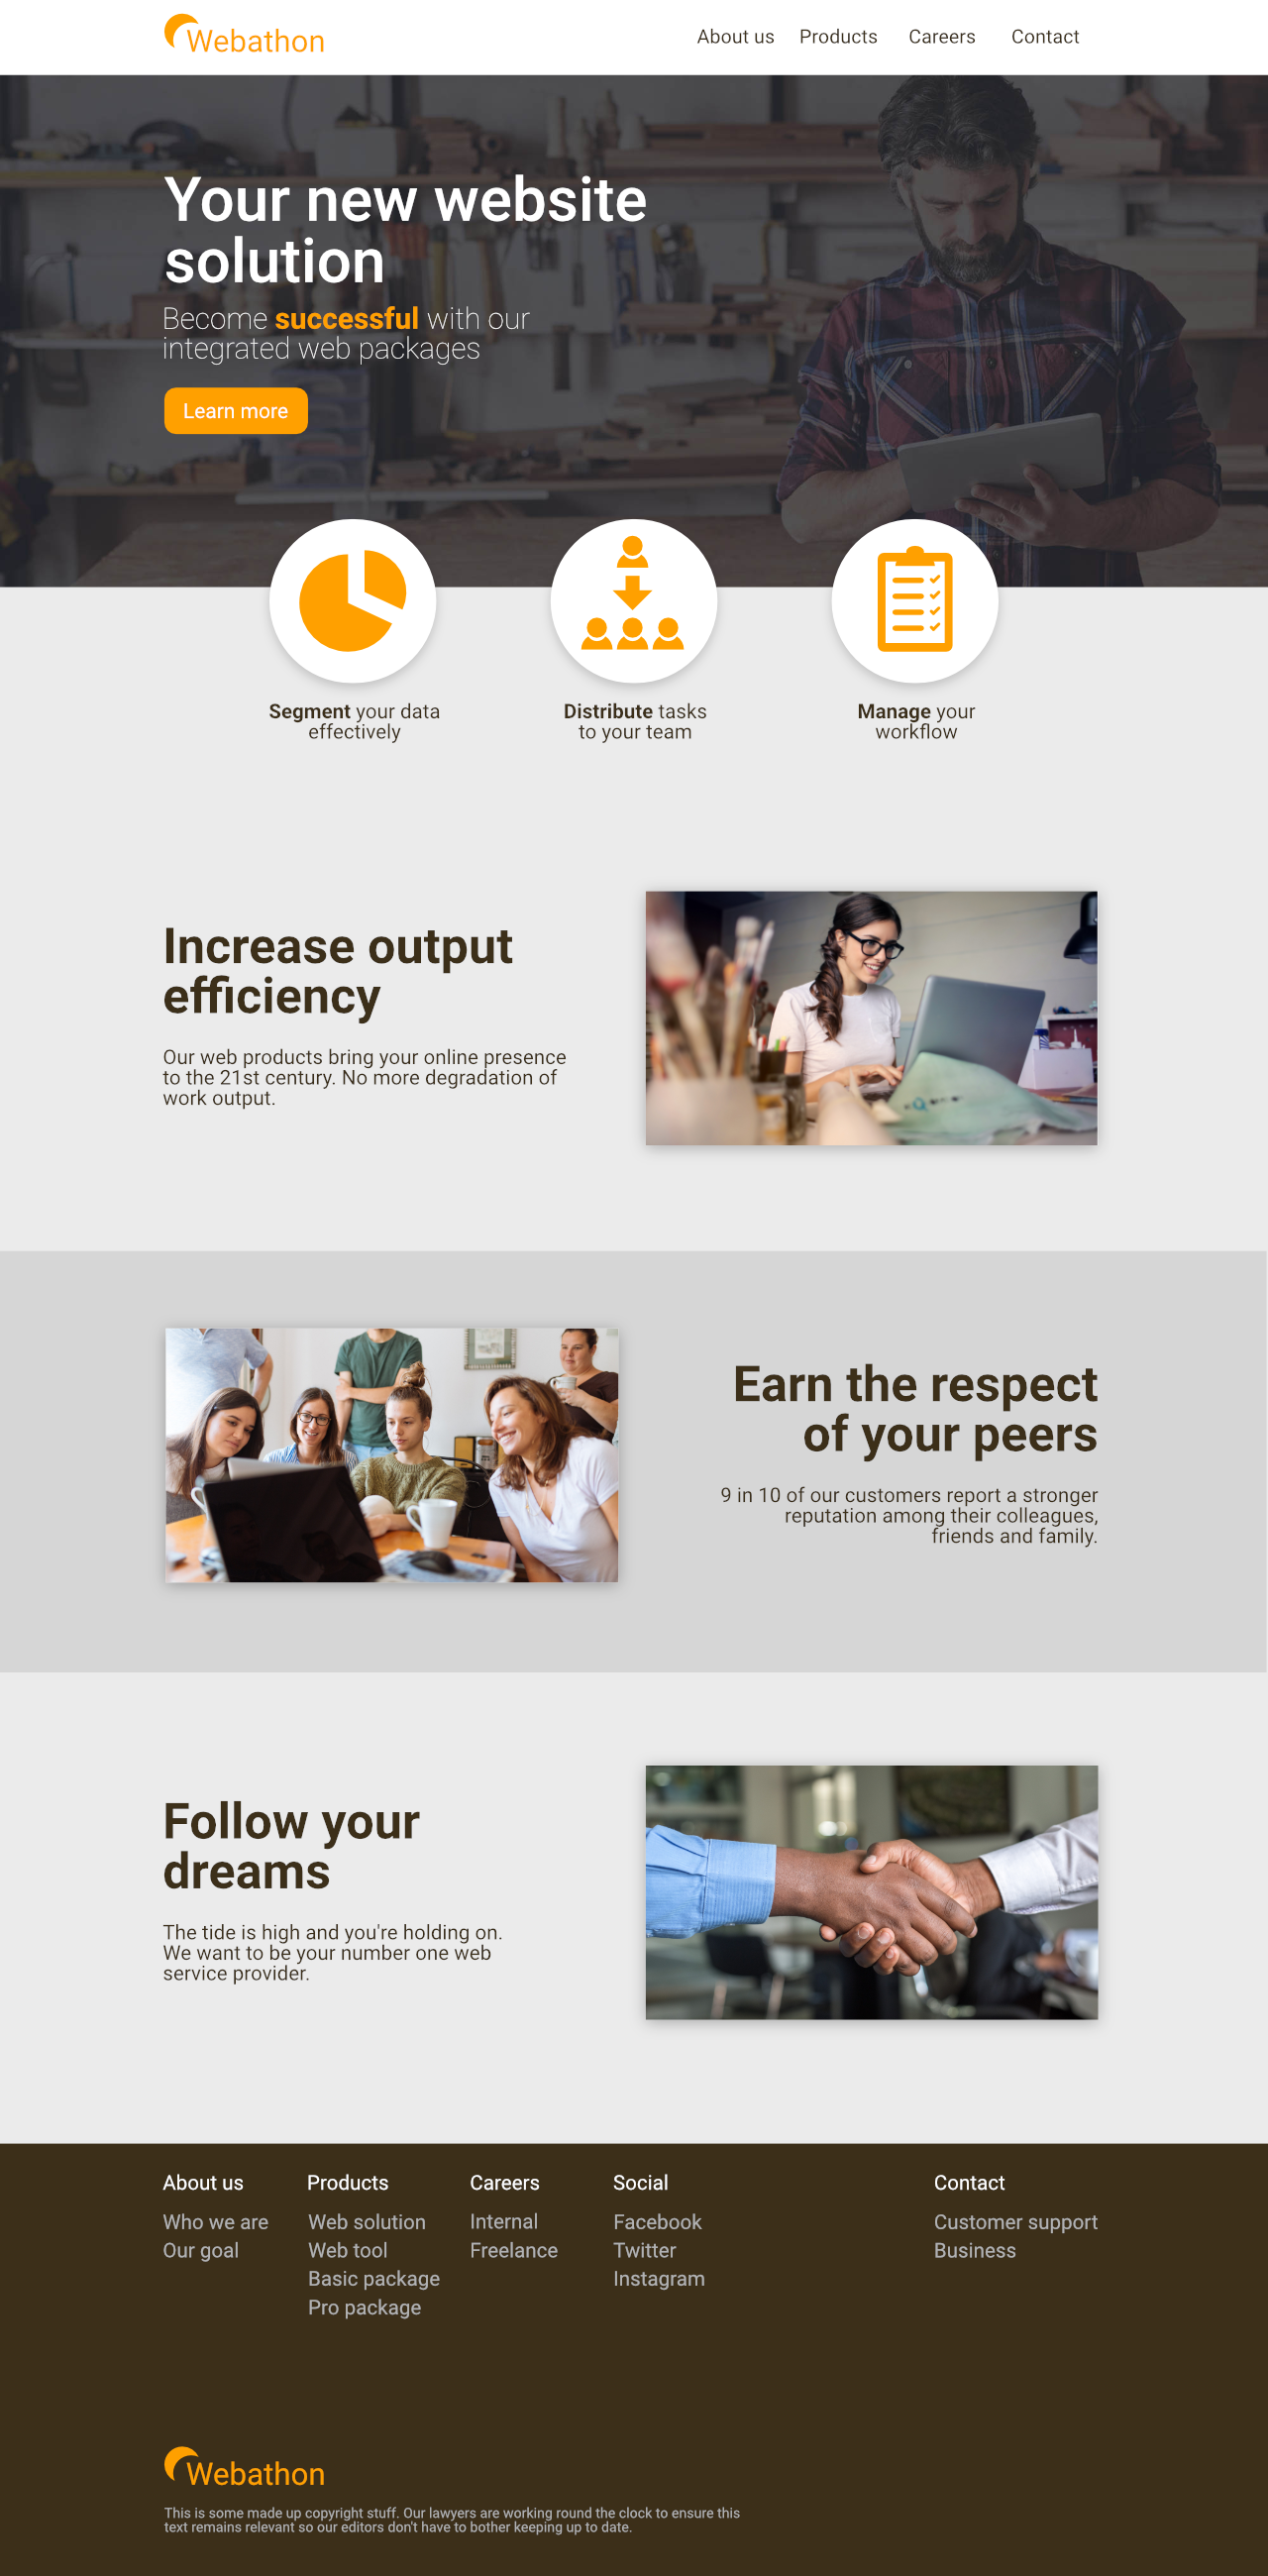 Webathon
About us Products Careers Contact
Your new website
solution
Become successful with our
integrated web packages
Learn more
Segment your data
effectively
Distribute tasks
to your team
Manage your
workflow
Increase output
efficiency
Our web products bring your online presence
to the 21st century. No more degradation of
work output.
Earn the respect
of your peers
9 in 10 of our customers report a stronger
reputation among their colleagues,
friends and family.
Follow your
dreams
The tide is high and you're holding on.
We want to be your number one web
service provider.
About us
Who we are
Our goal
Products
Web solution
Web tool
Basic package
Pro package
Careers
Internal
Freelance
Social
Facebook
Twitter
Instagram
Contact
Customer support
Business
Webathon
This is some made up copyright stuff. Our lawyers are working round the clock to ensure this
text remains relevant so our editors don't have to bother keeping up to date.